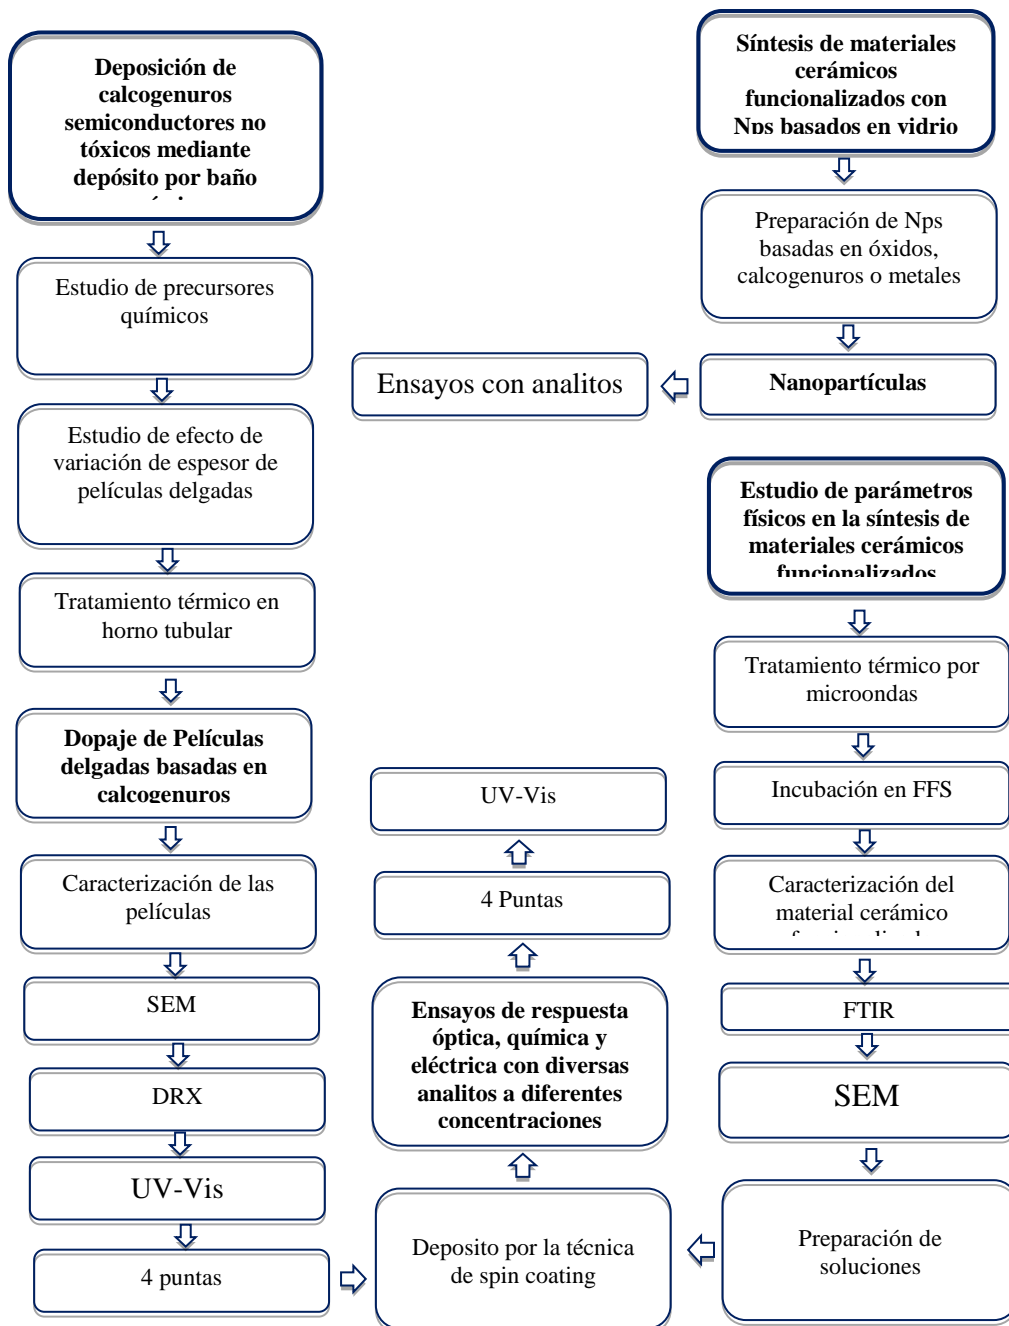 Deposición de
calcogenuros
semiconductores no
tóxicos mediante
depósito por baño
Estudio de precursores
químicos
Estudio de efecto de
variación de espesor de
películas delgadas
Tratamiento térmico en
horno tubular
Dopaje de Películas
delgadas basadas en
calcogenuros
Caracterización de las
películas
SEM
DRX
UV-Vis
4 puntas
Síntesis de materiales
cerámicos
funcionalizados con
Nps basados en vidrio
Preparación de Nps
basadas en óxidos,
calcogenuros o metales
Nanopartículas
Ensayos con analitos
Estudio de parámetros
físicos en la síntesis de
materiales cerámicos
funcionalizados
Tratamiento térmico por
microondas
Incubación en FFS
Caracterización del
material cerámico
FTIR
SEM
Preparación de
soluciones
Deposito por la técnica
de spin coating
Ensayos de respuesta
óptica, química y
eléctrica con diversas
analitos a diferentes
concentraciones
4 Puntas
UV-Vis